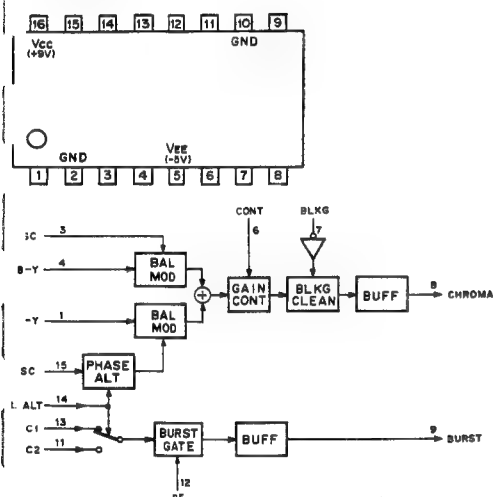 16 15 14 13 12 11 10 9
VCC
(+9V)
GND
GND
VEE
(-5V)
1 2 3 4 5 6 7 8
CONT
BLKG
SC 3
6
7
B-Y 4
BAL
MOD
GAIN
CONT
BLKG
CLEAN
BUFF
8 CHROMA
-Y 1
BAL
MOD
SC 15
PHASE
ALT
L ALT 14
C1 13
C2 11
BURST
GATE
BUFF
9 BURST
12